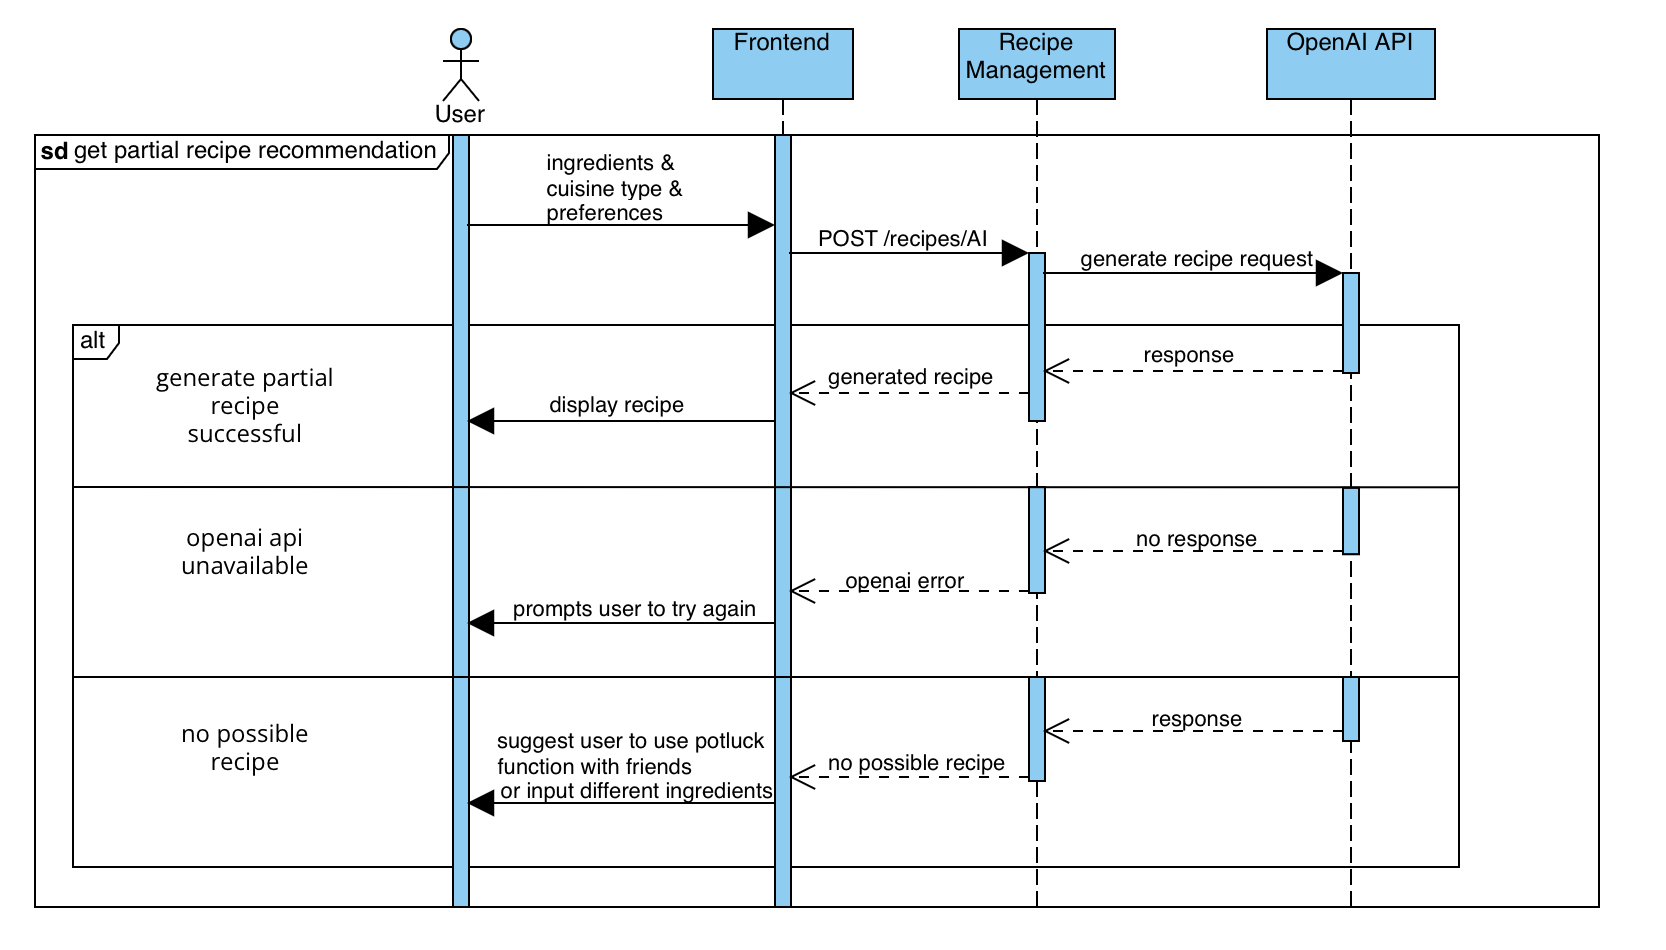 User
Frontend
Recipe
Management
OpenAI API
sd get partial recipe recommendation
ingredients &
cuisine type &
preferences
POST /recipes/AI
generate recipe request
alt
generate partial
recipe
successful
response
generated recipe
display recipe
openai api
unavailable
no response
openai error
prompts user to try again
no possible
recipe
response
no possible recipe
suggest user to use potluck
function with friends
or input different ingredients